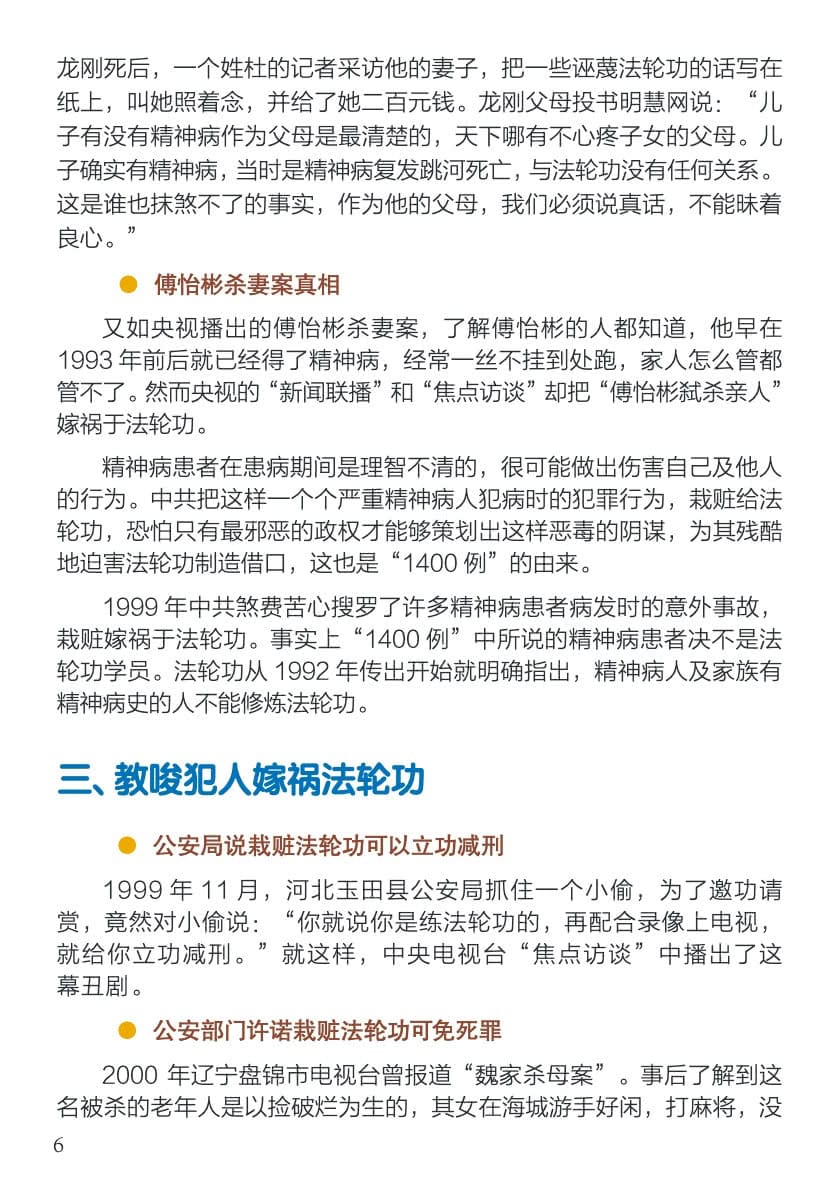 龙刚死后，一个姓杜的记者采访他的妻子，把一些诬蔑法轮功的话写在
纸上，叫她照着念，并给了她二百元钱。龙刚父母投书明慧网说：“儿
子有没有精神病作为父母是最清楚的，天下哪有不心疼子女的父母。儿
子确实有精神病，当时是精神病复发跳河死亡，与法轮功没有任何关系。
这是谁也抹煞不了的事实，作为他的父母，我们必须说真话，不能昧着
良心。”
● 傅怡彬杀妻案真相
又如央视播出的傅怡彬杀妻案，了解傅怡彬的人都知道，他早在
1993 年前后就已经得了精神病，经常一丝不挂到处跑，家人怎么管都
管不了。然而央视的“新闻联播”和“焦点访谈”却把“傅怡彬弑杀亲人”
嫁祸于法轮功。
精神病患者在患病期间是理智不清的，很可能做出伤害自己及他人
的行为。中共把这样一个个严重精神病人犯病时的犯罪行为，栽赃给法
轮功，恐怕只有最邪恶的政权才能够策划出这样恶毒的阴谋，为其残酷
地迫害法轮功制造借口，这也是“1400 例”的由来。
1999 年中共煞费苦心搜罗了许多精神病患者病发时的意外事故，
栽赃嫁祸于法轮功。事实上“1400 例”中所说的精神病患者决不是法
轮功学员。法轮功从 1992 年传出开始就明确指出，精神病人及家族有
精神病史的人不能修炼法轮功。
三、教唆犯人嫁祸法轮功
● 公安局说栽赃法轮功可以立功减刑
1999 年 11 月，河北玉田县公安局抓住一个小偷，为了邀功请
赏，竟然对小偷说：“你就说你是练法轮功的，再配合录像上电视，
就给你立功减刑。”就这样，中央电视台“焦点访谈”中播出了这
幕丑剧。
● 公安部门许诺栽赃法轮功可免死罪
2000 年辽宁盘锦市电视台曾报道“魏家杀母案”。事后了解到这
名被杀的老年人是以捡破烂为生的，其女在海城游手好闲，打麻将，没
6